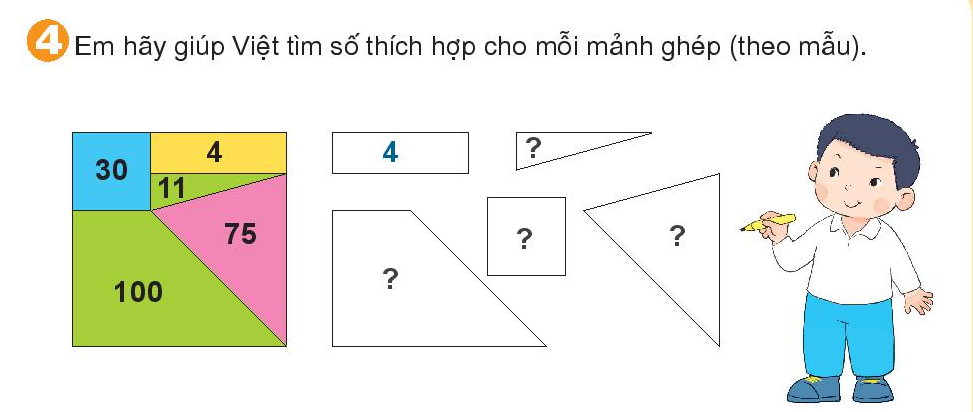 4 Em hãy giúp Việt tìm số thích hợp cho mỗi mảnh ghép (theo mẫu).
30 4 4 ?
11
75 ? ?
100 ?